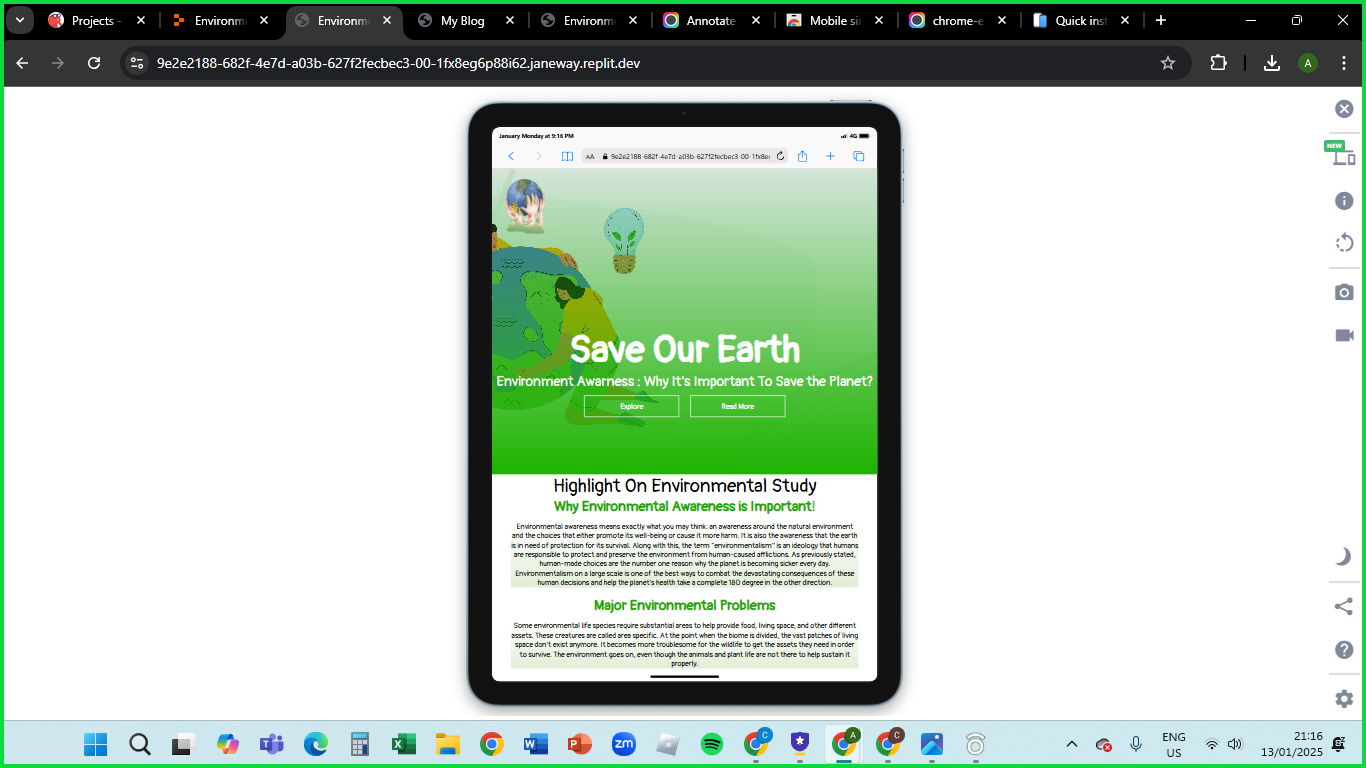 Projects -
Environm
Environm
My Blog
Environm
Annotate
Mobile si
chrome-e
Quick inst
9e2e2188-682f-4e7d-a03b-627f2fecbec3-00-1fx8eg6p88i62.janeway.replit.dev
A
January Monday at 9:16 PM
4G
AA
9e2e2188-682f-4e7d-a03b-627f2fecbec3-00-1fx8e
NEW
Save Our Earth
Environment Awarness : Why It's Important To Save the Planet?
Explore
Read More
Highlight On Environmental Study
Why Environmental Awareness is Important!
Environmental awareness means exactly what you may think: an awareness around the natural environment
and the choices that either promote its well-being or cause it more harm. It is also the awareness that the earth
is in need of protection for its survival. Along with this, the term "environmentalism" is an ideology that humans
are responsible to protect and preserve the environment from human-caused afflictions. As previously stated,
human-made choices are the number one reason why the planet is becoming sicker every day.
Environmentalism on a large scale is one of the best ways to combat the devastating consequences of these
human decisions and help the planet's health take a complete 180 degree in the other direction.
Major Environmental Problems
Some environmental life species require substantial areas to help provide food, living space, and other different
assets. These creatures are called area specific. At the point when the biome is divided, the vast patches of living
space don't exist anymore. It becomes more troublesome for the wildlife to get the assets they need in order
to survive. The environment goes on, even though the animals and plant life are not there to help sustain it
properly.
zm
C
A
C
ENG
US
21:16
13/01/2025